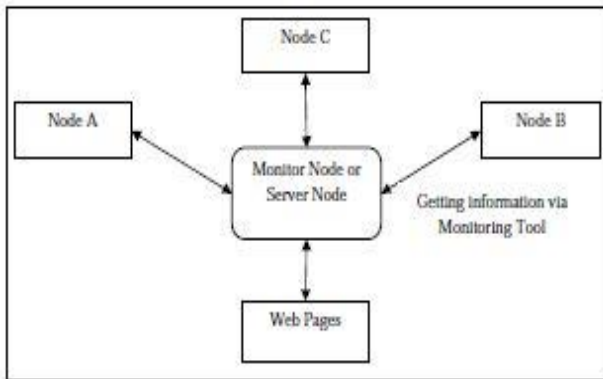 Node C
Node A
Node B
Monitor Node or
Server Node
Getting information via
Monitoring Tool
Web Pages